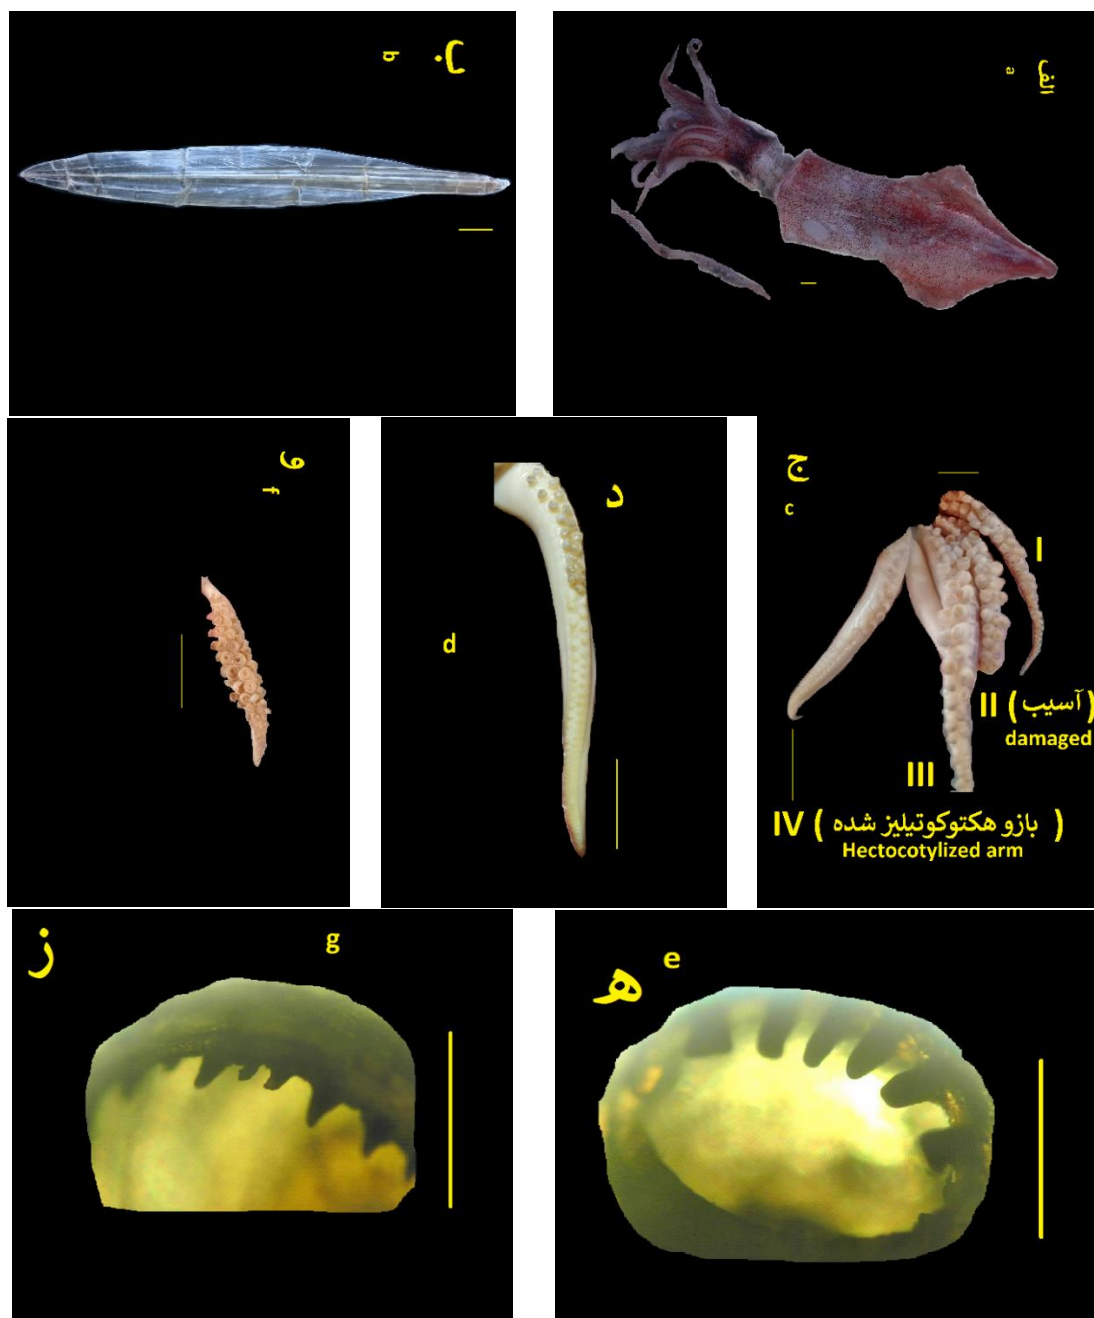 ب
b
الف
a
و
f
د
d
ج
c
I
II (آسیب)
damaged
III
IV ( بازو هکتوکوتیلیز شده )
Hectocotylized arm
ز
g
ه
e